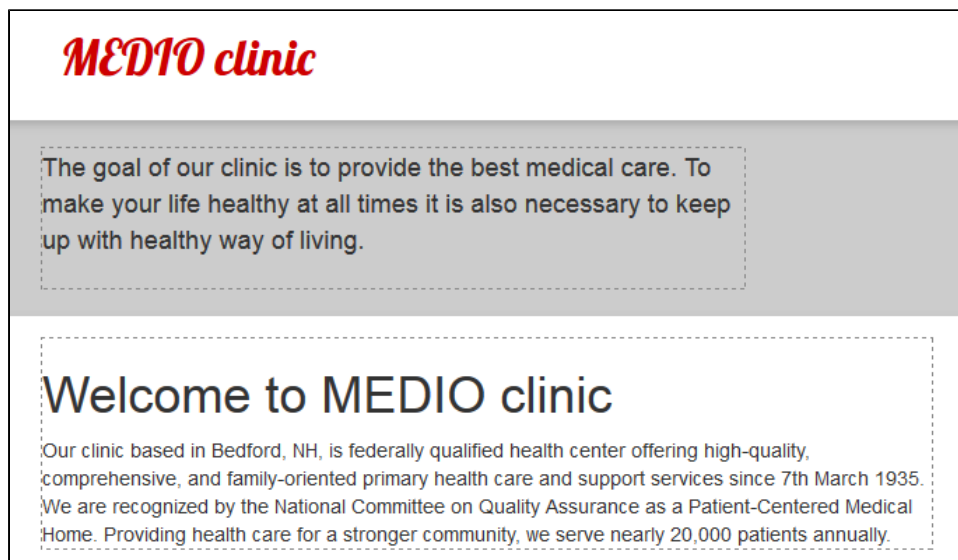 MEDIO clinic
The goal of our clinic is to provide the best medical care. To
make your life healthy at all times it is also necessary to keep
up with healthy way of living.
Welcome to MEDIO clinic
Our clinic based in Bedford, NH, is federally qualified health center offering high-quality,
comprehensive, and family-oriented primary health care and support services since 7th March 1935.
We are recognized by the National Committee on Quality Assurance as a Patient-Centered Medical
Home. Providing health care for a stronger community, we serve nearly 20,000 patients annually.